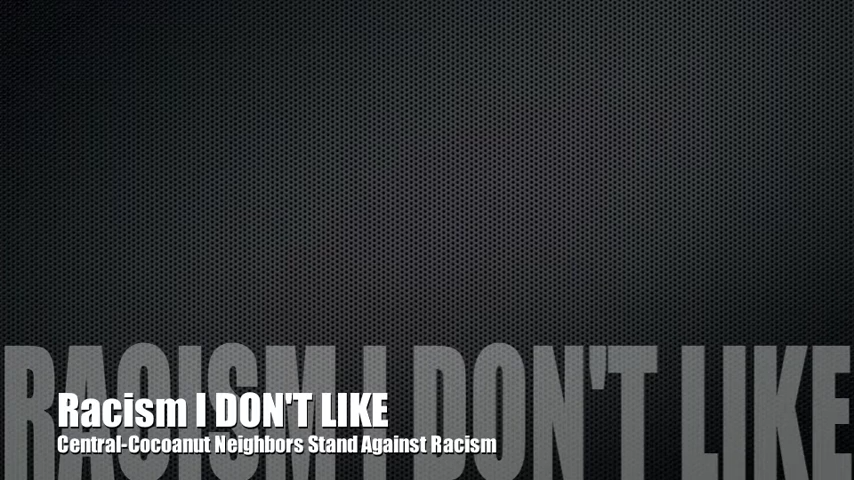 RACISM I DON'T LIKE
Racism I DON'T LIKE
Central-Cocoanut Neighbors Stand Against Racism